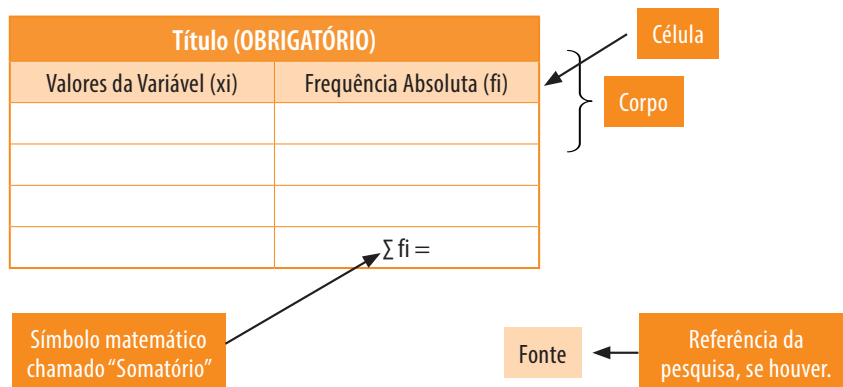 Título (OBRIGATÓRIO)
Célula
Valores da Variável (xi)
Frequência Absoluta (fi)
Corpo
∑ fi =
Símbolo matemático
chamado "Somatório"
Fonte
Referência da
pesquisa, se houver.